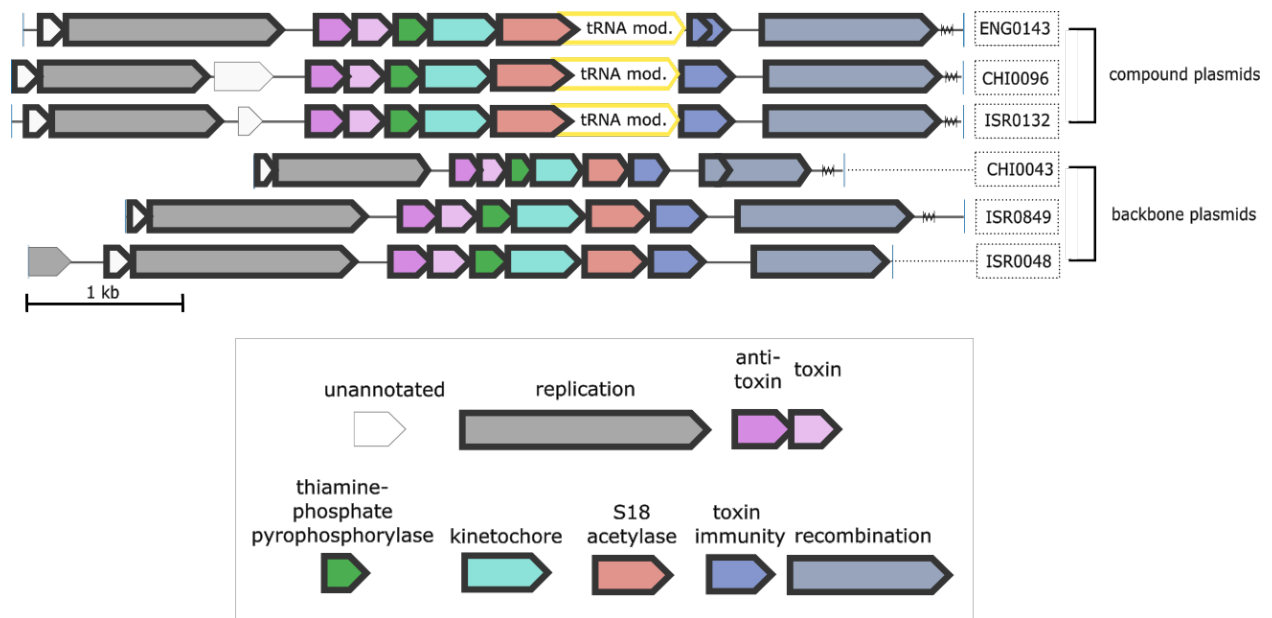 tRNA mod.
ENG0143
tRNA mod.
CHI0096
compound plasmids
tRNA mod.
ISR0132
CHI0043
ISR0849
backbone plasmids
ISR0048
1 kb
unannotated
replication
anti-
toxin
toxin
thiamine-
phosphate
pyrophosphorylase
kinetochore
S18
acetylase
toxin
immunity
recombination